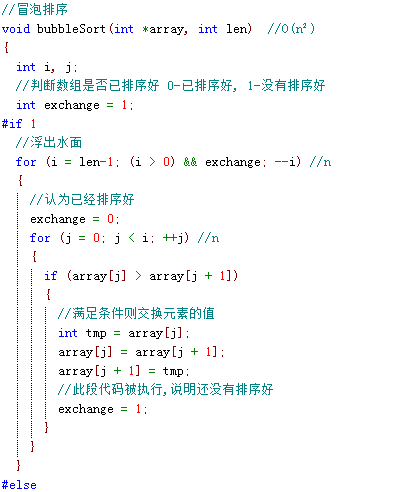 //冒泡排序
void bubbleSort(int *array, int len)  //O(n²)
{
  int i, j;
  //判断数组是否已排序好 0-已排序好, 1-没有排序好
  int exchange = 1;
#if 1
  //浮出水面
  for (i = len-1; (i > 0) && exchange; --i) //n
  {
    //认为已经排序好
    exchange = 0;
    for (j = 0; j < i; ++j) //n
    {
      if (array[j] > array[j + 1])
      {
        //满足条件则交换元素的值
        int tmp = array[j];
        array[j] = array[j + 1];
        array[j + 1] = tmp;
        //此段代码被执行,说明还没有排序好
        exchange = 1;
      }
    }
  }
#else